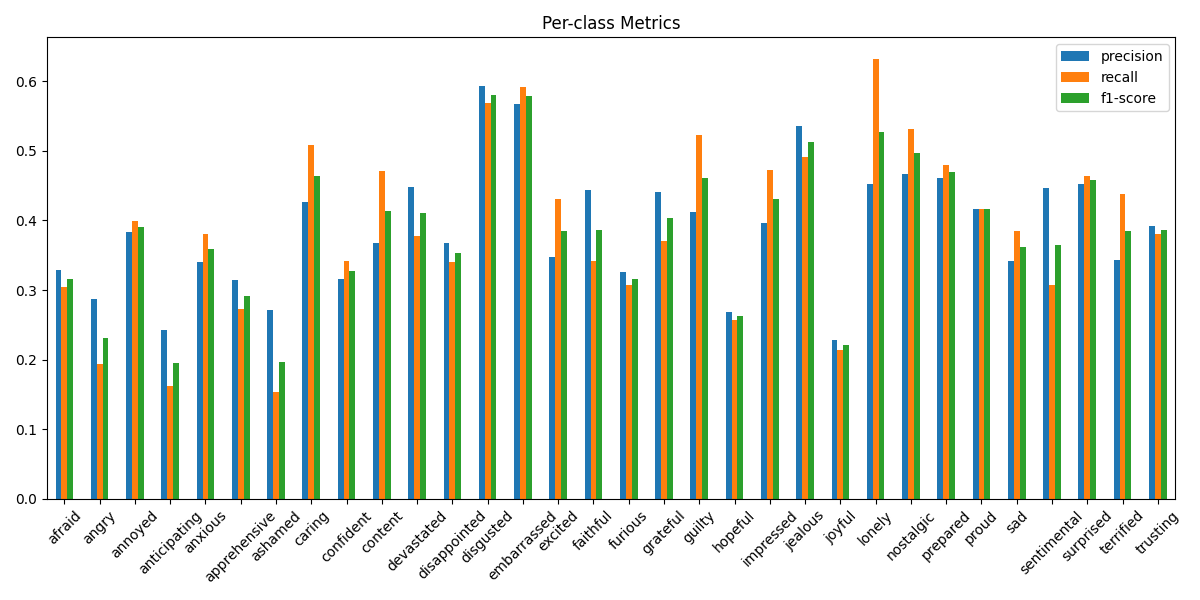 Per-class Metrics
precision
recall
f1-score
0.6
0.5
0.4
0.3
0.2
0.1
0.0
afraid
angry
annoyed
anticipating
anxious
apprehensive
ashamed
caring
confident
content
devastated
disappointed
disgusted
embarrassed
excited
faithful
furious
grateful
guilty
hopeful
impressed
jealous
joyful
lonely
nostalgic
prepared
proud
sad
sentimental
surprised
terrified
trusting